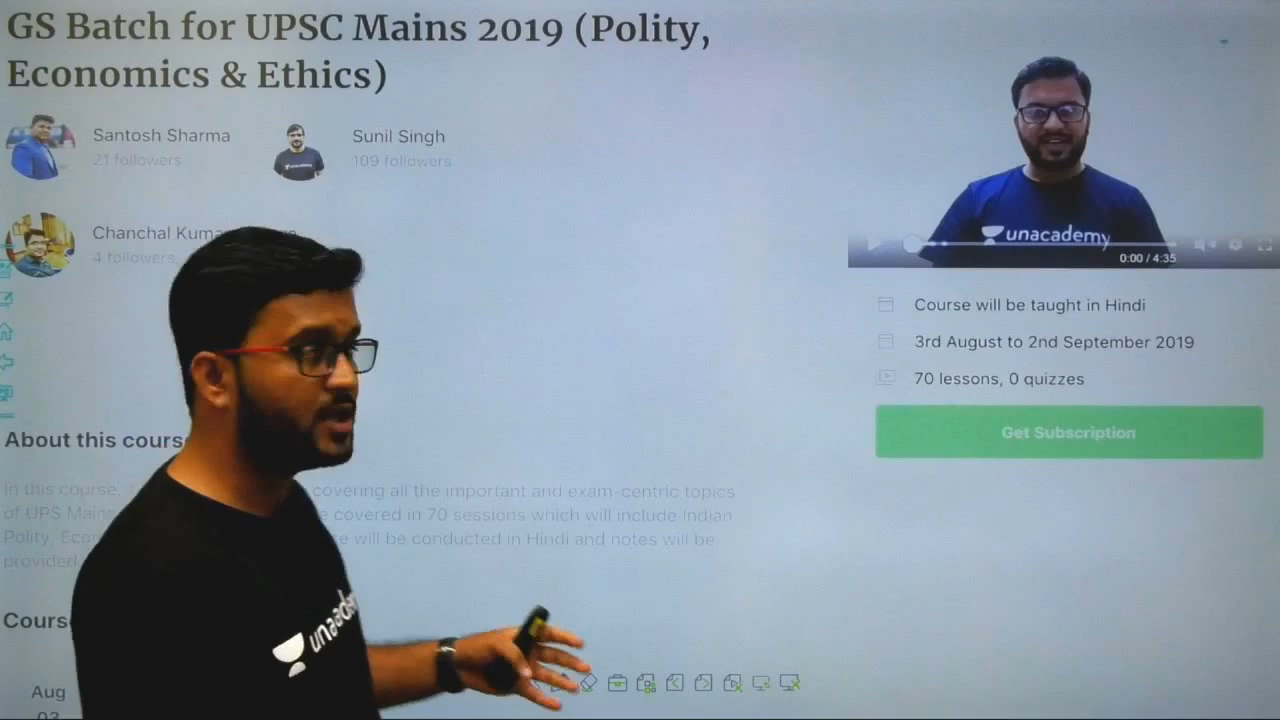 GS Batch for UPSC Mains 2019 (Polity,
Economics & Ethics)
Santosh Sharma
21 followers
Sunil Singh
109 followers
Chanchal
4 followers
unacademy
0:00 / 4:35
Course will be taught in Hindi
3rd August to 2nd September 2019
70 lessons, 0 quizzes
Get Subscription
About this cours
In this course, covering all the important and exam-centric topics
of UPS Mains covered in 70 sessions which will include Indian
Polity, will be conducted in Hindi and notes will be
provided
Cours
Aug
unacademy